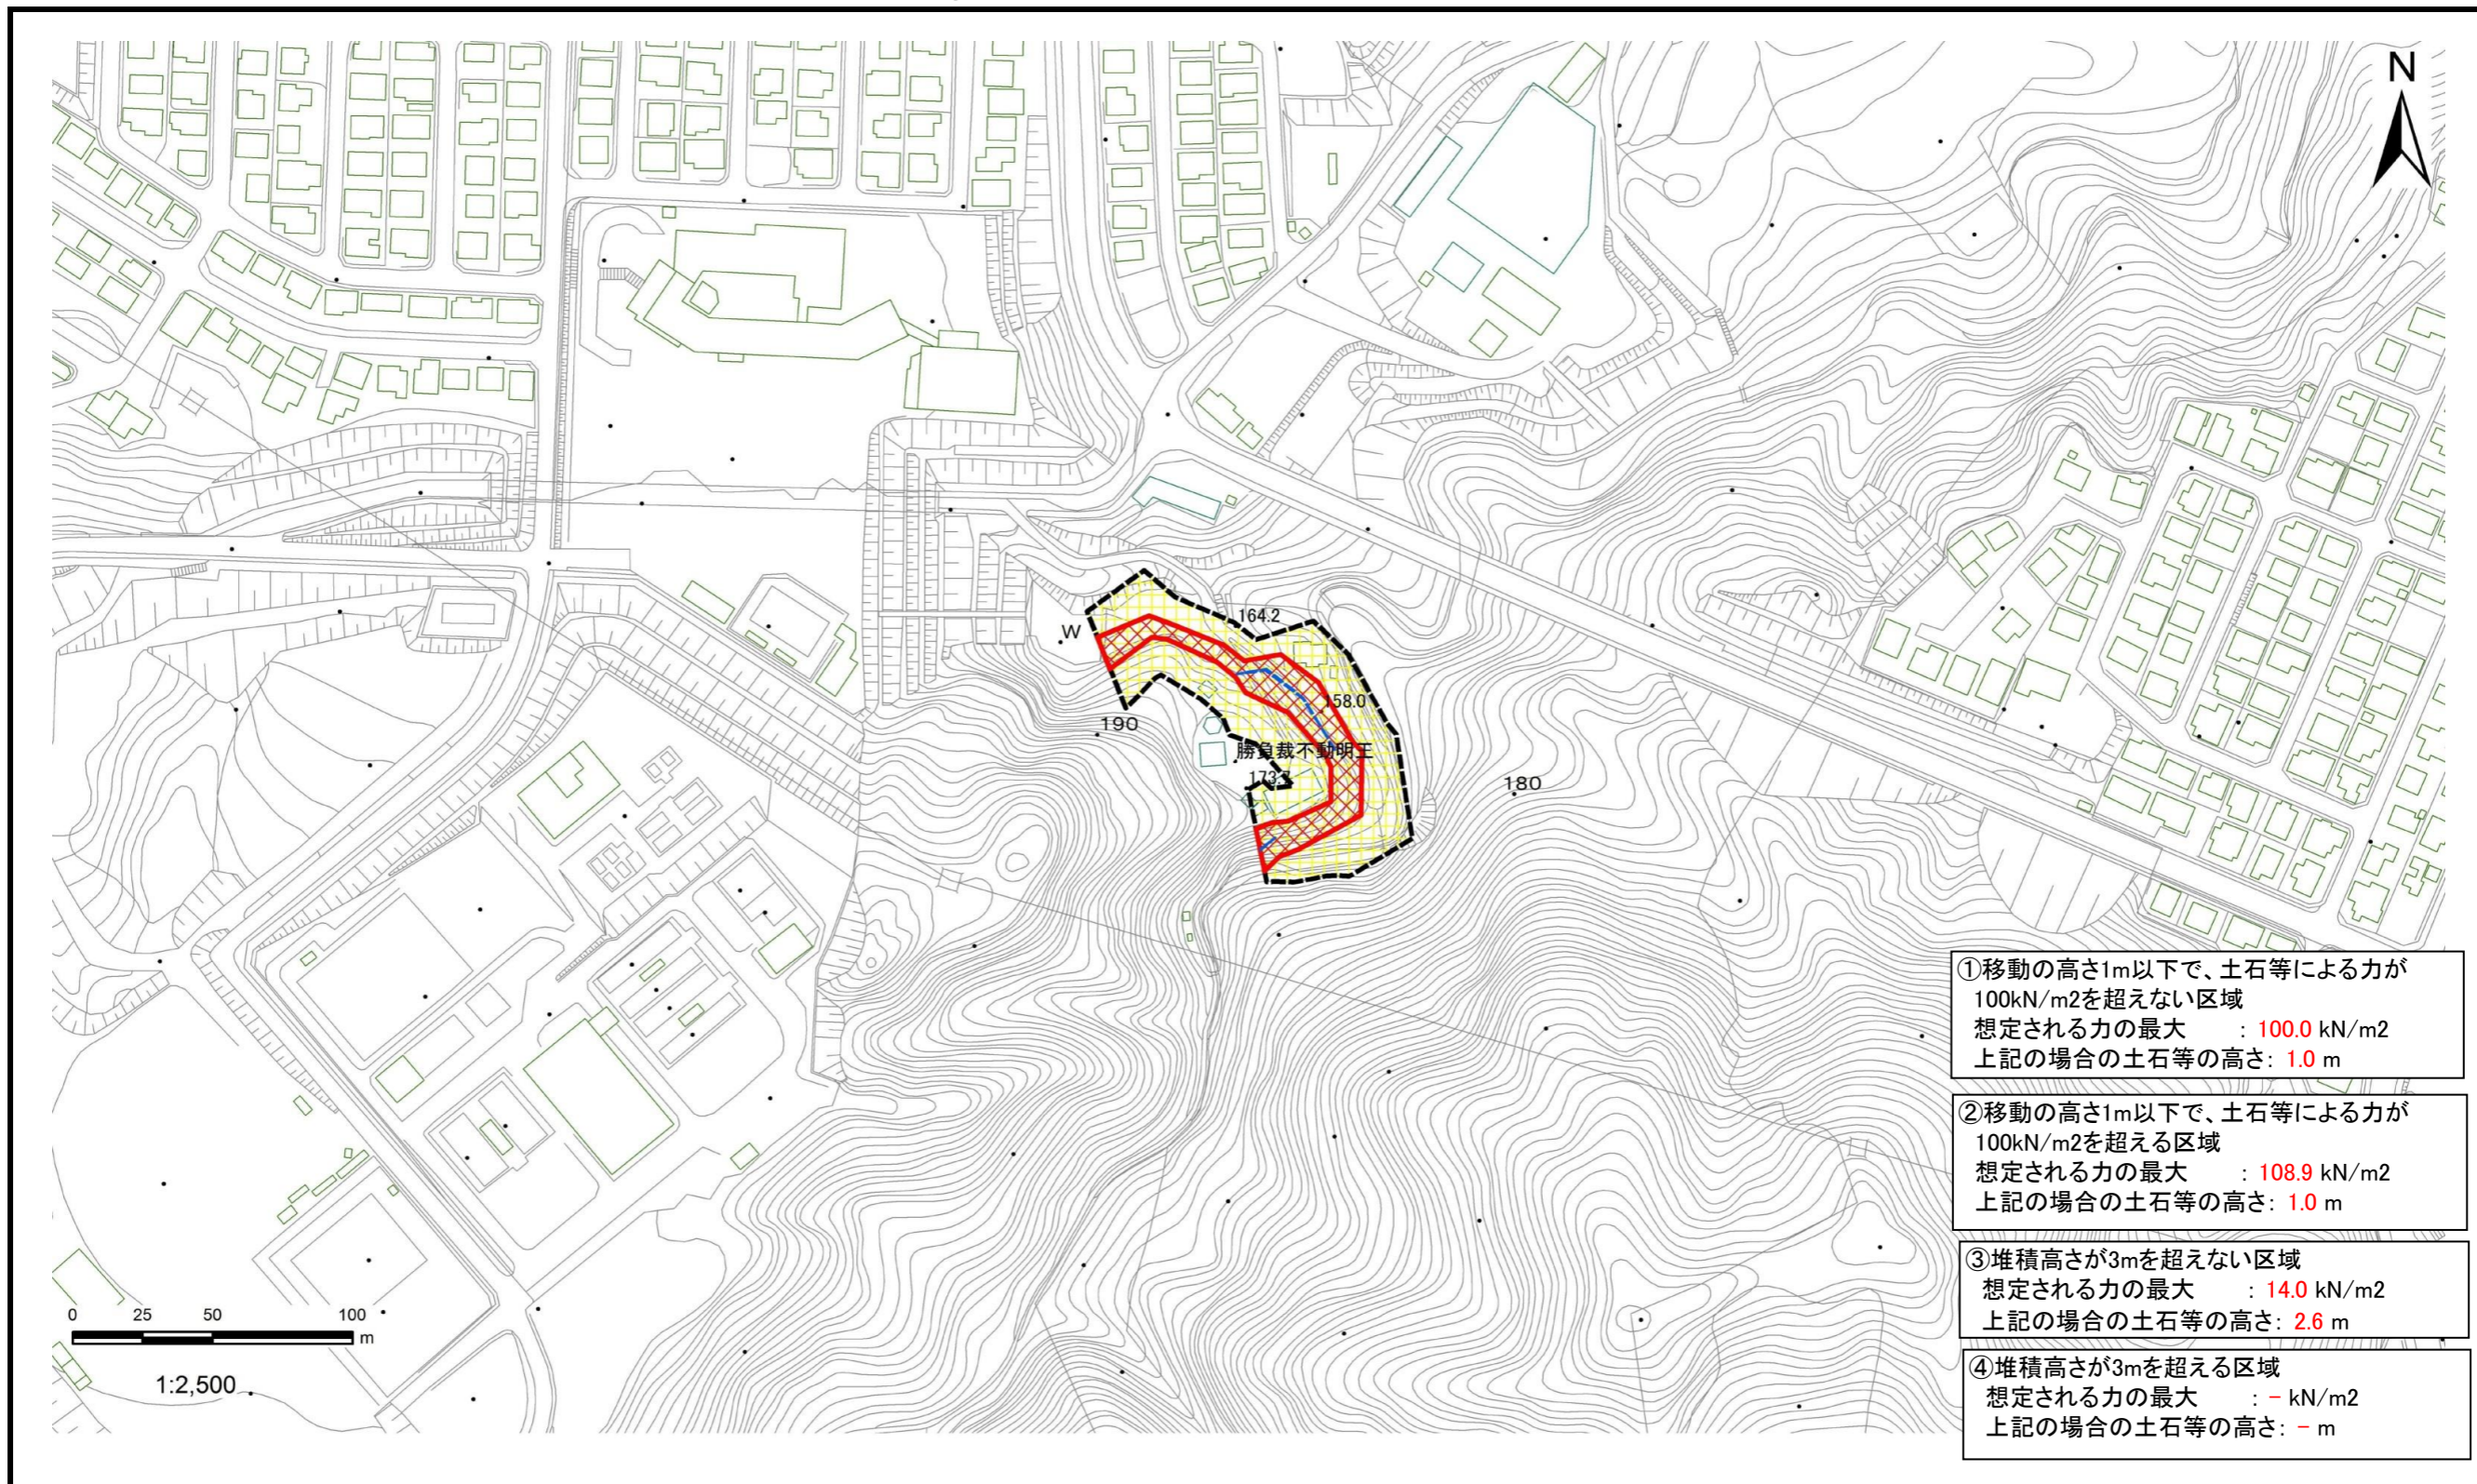 N
164.2
W
158.0
190
勝負裁不動明王
173.7
180
①移動の高さ1m以下で、土石等による力が
100kN/m2を超えない区域
想定される力の最大 : 100.0 kN/m2
上記の場合の土石等の高さ: 1.0 m
②移動の高さ1m以下で、土石等による力が
100kN/m2を超える区域
想定される力の最大 : 108.9 kN/m2
上記の場合の土石等の高さ: 1.0 m
③堆積高さが3mを超えない区域
想定される力の最大 : 14.0 kN/m2
上記の場合の土石等の高さ: 2.6 m
④堆積高さが3mを超える区域
想定される力の最大 : − kN/m2
上記の場合の土石等の高さ: − m
0 25 50 100
m
1:2,500